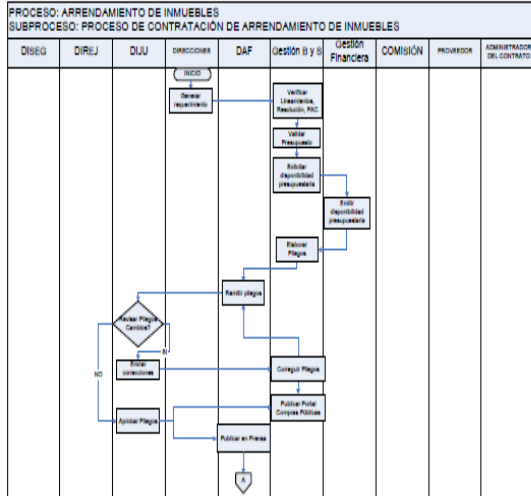 PROCESO: ARRENDAMIENTO DE INMUEBLES
SUBPROCESO: PROCESO DE CONTRATACIÓN DE ARRENDAMIENTO DE INMUEBLES
DISEG
DIREJ
DIJU
DIRECCIONES
DAF
Gestión B y S
Gestión
Financiera
COMISIÓN
PROVEEDOR
ADMINISTRADOR
DEL CONTRATO
INICIO
Generar
requerimiento
Verificar
Lineamientos,
Resolución, PAC
Validar
Presupuesto
Solicitar
disponibilidad
presupuestaria
Emitir
disponibilidad
presupuestaria
Elaborar
Pliegos
Remitir pliegos
Revisar Pliegos
Cambios?
NO
Enviar
correcciones
Corregir Pliegos
Publicar Portal
Compras Públicas
Aprobar Pliegos
Publicar en Prensa
A